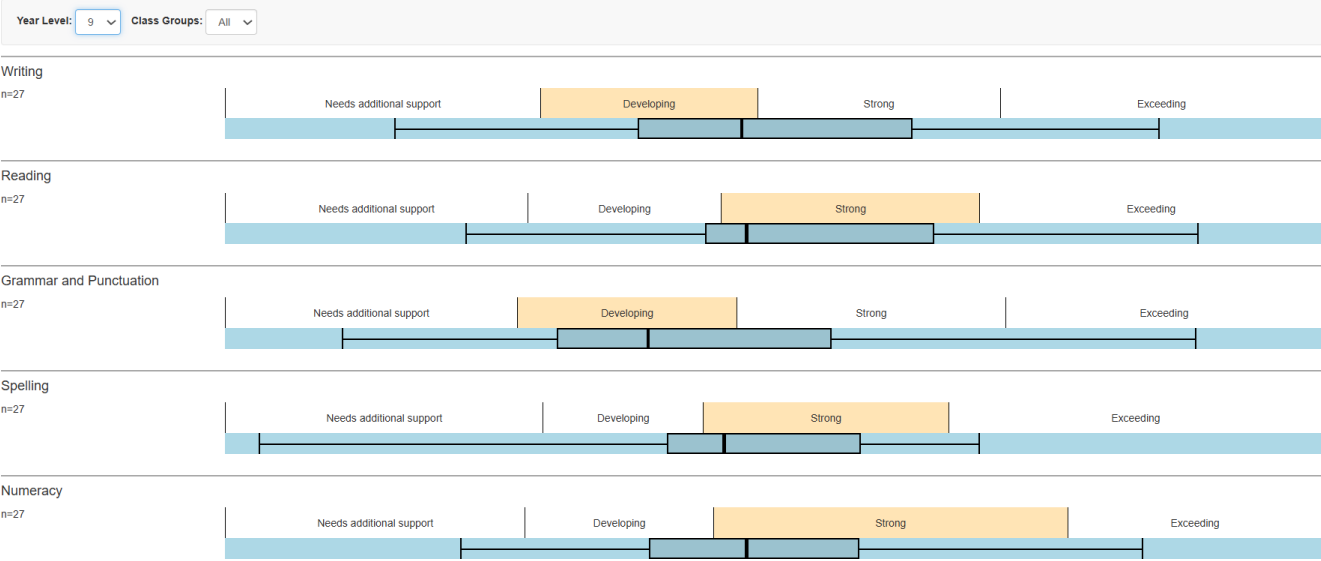 Year Level: 9 Class Groups: All
Writing
n=27
Needs additional support Developing Strong Exceeding
Reading
n=27
Needs additional support Developing Strong Exceeding
Grammar and Punctuation
n=27
Needs additional support Developing Strong Exceeding
Spelling
n=27
Needs additional support Developing Strong Exceeding
Numeracy
n=27
Needs additional support Developing Strong Exceeding